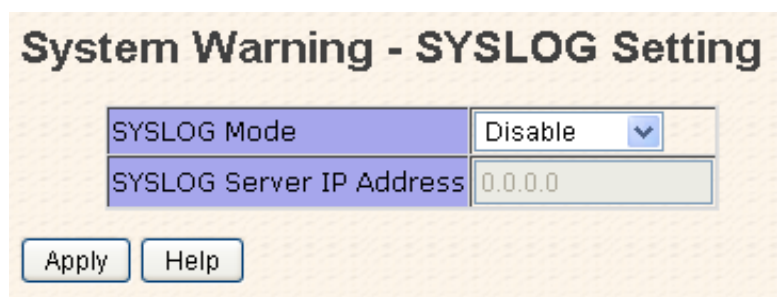 System Warning - SYSLOG Setting
SYSLOG Mode Disable
SYSLOG Server IP Address 0.0.0.0
Apply Help